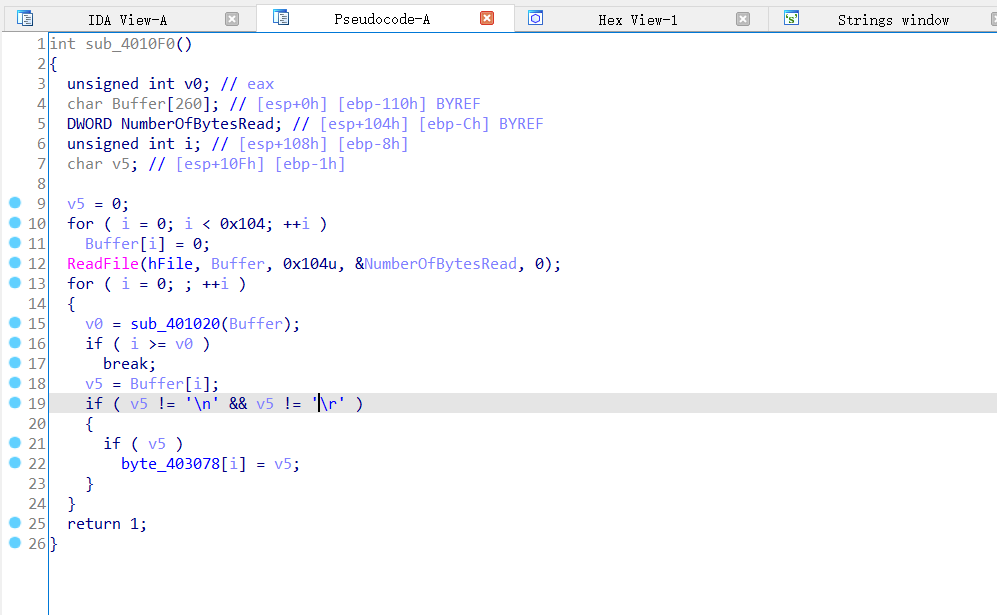 IDA View-A Pseudocode-A Hex View-1 Strings window
1 int sub_4010F0()
2 {
3   unsigned int v0; // eax
4   char Buffer[260]; // [esp+0h] [ebp-110h] BYREF
5   DWORD NumberOfBytesRead; // [esp+104h] [ebp-Ch] BYREF
6   unsigned int i; // [esp+108h] [ebp-8h]
7   char v5; // [esp+10Fh] [ebp-1h]
8
9   v5 = 0;
10   for ( i = 0; i < 0x104; ++i )
11     Buffer[i] = 0;
12   ReadFile(hFile, Buffer, 0x104u, &NumberOfBytesRead, 0);
13   for ( i = 0; ; ++i )
14   {
15     v0 = sub_401020(Buffer);
16     if ( i >= v0 )
17       break;
18     v5 = Buffer[i];
19     if ( v5 != '\n' && v5 != '\r' )
20     {
21       if ( v5 )
22         byte_403078[i] = v5;
23     }
24   }
25   return 1;
26 }